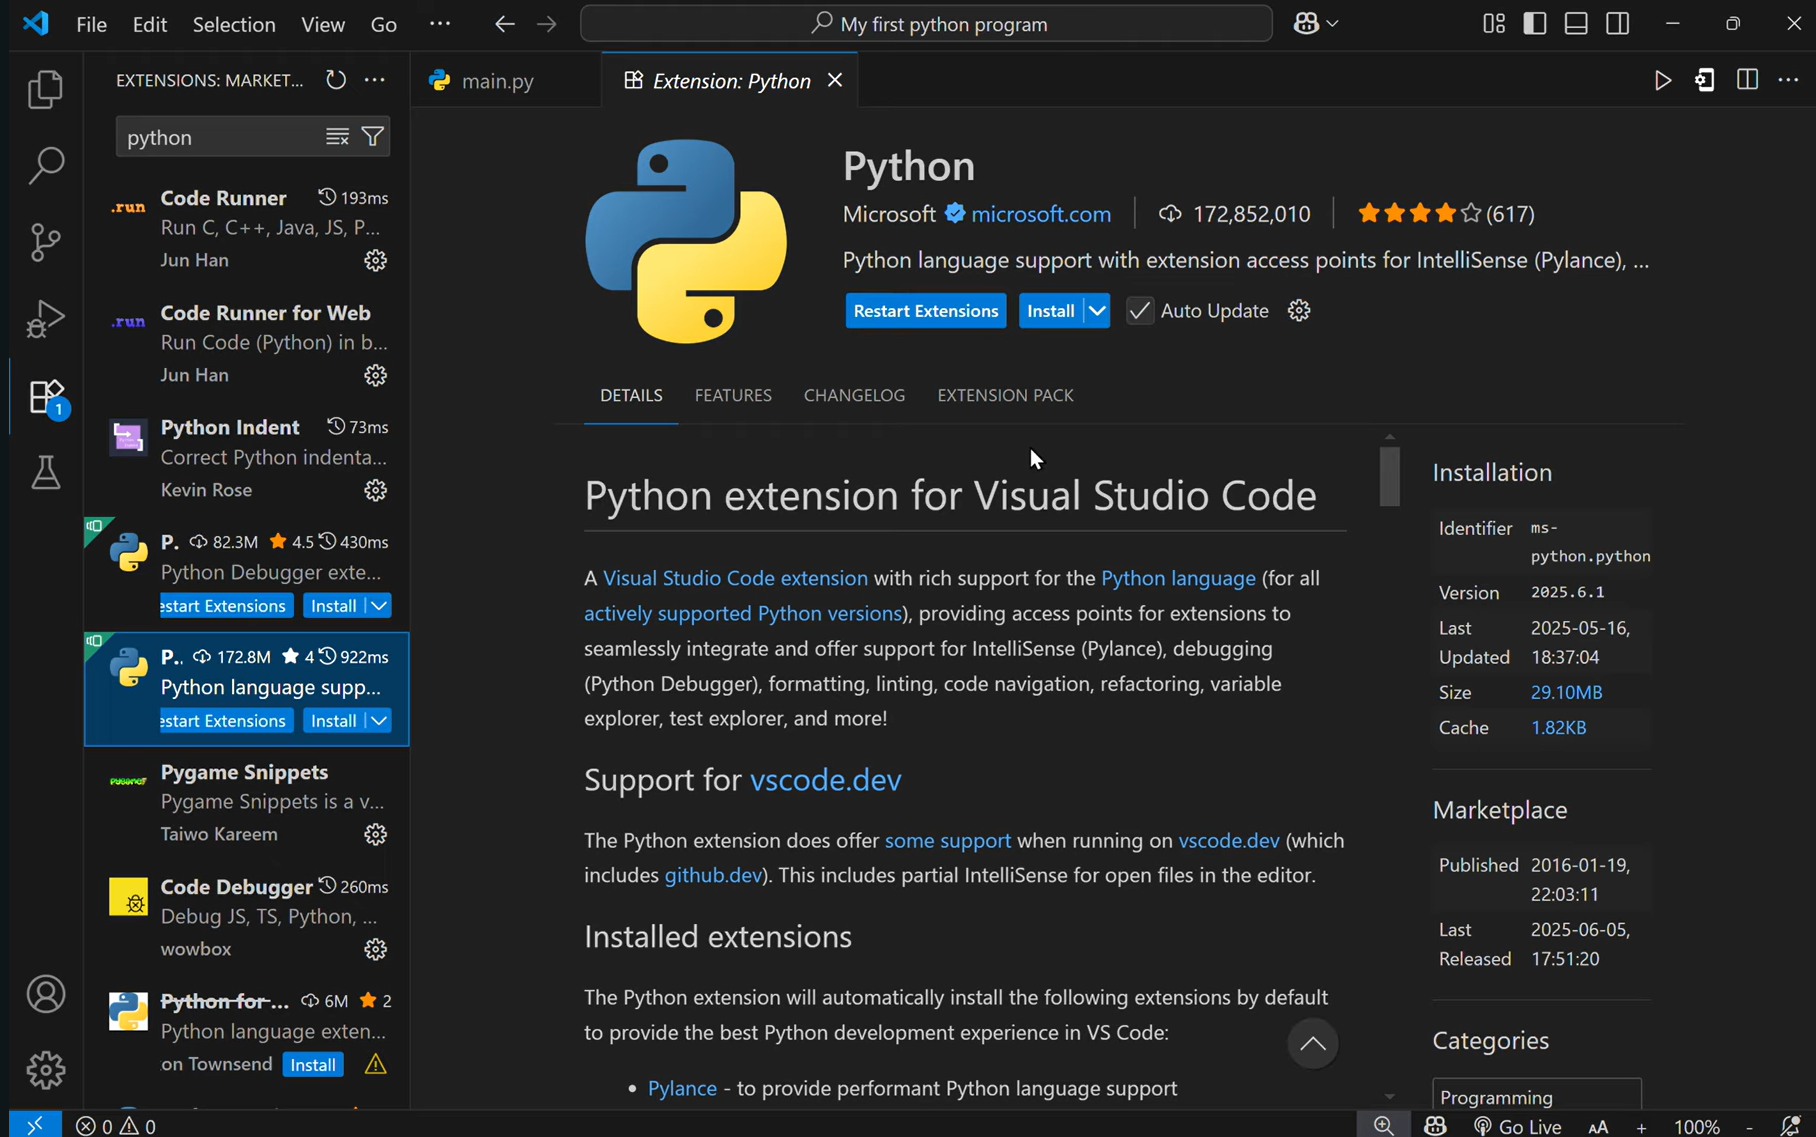 File Edit Selection View Go ··· My first python program
EXTENSIONS: MARKET... ···
python
Code Runner 193ms
Run C, C++, Java, JS, P...
Jun Han
Code Runner for Web
Run Code (Python) in b...
Jun Han
Python Indent 73ms
Correct Python indenta...
Kevin Rose
P. 82.3M 4.5 430ms
Python Debugger exte...
estart Extensions Install
P.. 172.8M 4 922ms
Python language supp...
estart Extensions Install
Pygame Snippets
Pygame Snippets is a v...
Taiwo Kareem
Code Debugger 260ms
Debug JS, TS, Python, ...
wowbox
Python for ... 6M 2
Python language exten...
on Townsend Install
1
main.py Extension: Python
Python
Microsoft microsoft.com 172,852,010 (617)
Python language support with extension access points for IntelliSense (Pylance), ...
Restart Extensions Install Auto Update
DETAILS FEATURES CHANGELOG EXTENSION PACK
Python extension for Visual Studio Code
A Visual Studio Code extension with rich support for the Python language (for all
actively supported Python versions), providing access points for extensions to
seamlessly integrate and offer support for IntelliSense (Pylance), debugging
(Python Debugger), formatting, linting, code navigation, refactoring, variable
explorer, test explorer, and more!
Support for vscode.dev
The Python extension does offer some support when running on vscode.dev (which
includes github.dev). This includes partial IntelliSense for open files in the editor.
Installed extensions
The Python extension will automatically install the following extensions by default
to provide the best Python development experience in VS Code:
• Pylance - to provide performant Python language support
Installation
Identifier ms-
python.python
Version 2025.6.1
Last 2025-05-16,
Updated 18:37:04
Size 29.10MB
Cache 1.82KB
Marketplace
Published 2016-01-19,
22:03:11
Last 2025-06-05,
Released 17:51:20
Categories
Programming
0 0 Go Live AA + 100% -